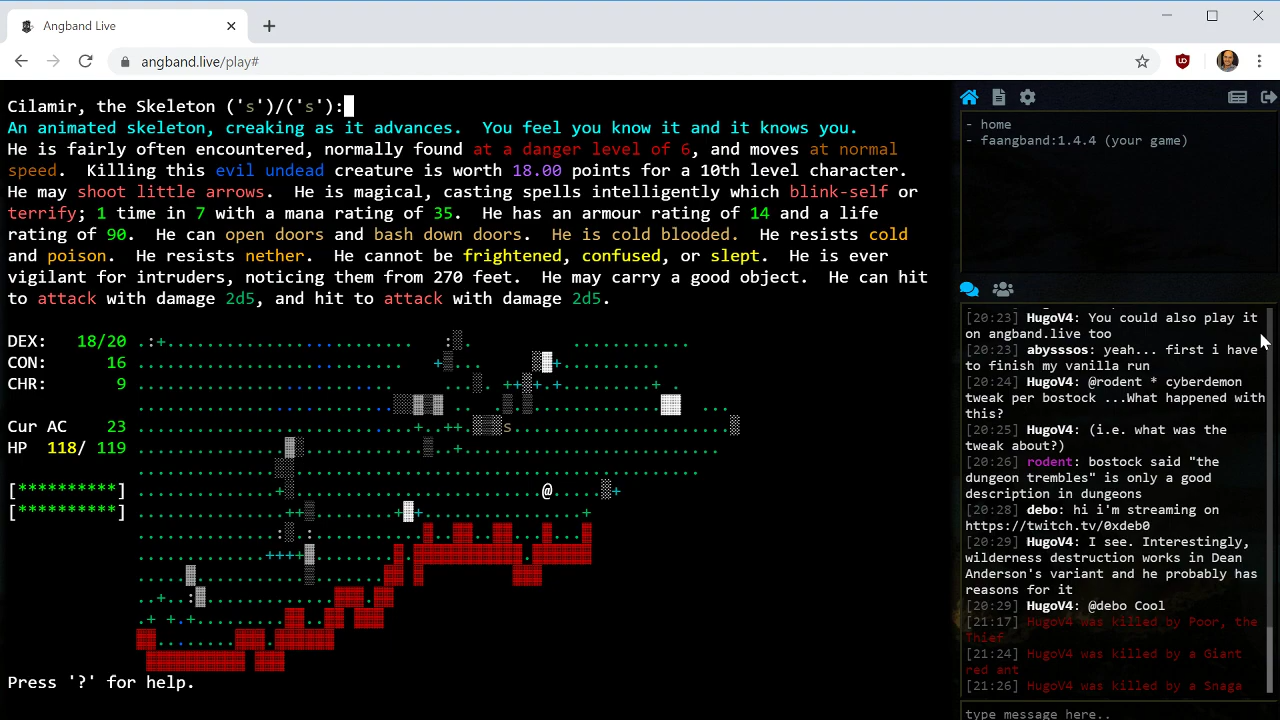 Angband Live
angband.live/play#
Cilamir, the Skeleton ('s')/('s'):
An animated skeleton, creaking as it advances.  You feel you know it and it knows you.
He is fairly often encountered, normally found at a danger level of 6, and moves at normal
speed.  Killing this evil undead creature is worth 18.00 points for a 10th level character.
He may shoot little arrows.  He is magical, casting spells intelligently which blink-self or
terrify; 1 time in 7 with a mana rating of 35.  He has an armour rating of 14 and a life
rating of 90.  He can open doors and bash down doors.  He is cold blooded.  He resists cold
and poison.  He resists nether.  He cannot be frightened, confused, or slept.  He is ever
vigilant for intruders, noticing them from 270 feet.  He may carry a good object.  He can hit
to attack with damage 2d5, and hit to attack with damage 2d5.
DEX: 18/20
CON: 16
CHR: 9
Cur AC 23
HP 118/ 119
[**********]
[**********]
s
@
Press '?' for help.
- home
- faangband:1.4.4 (your game)
[20:23] HugoV4: You could also play it
on angband.live too
[20:23] abysssos: yeah... first i have
to finish my vanilla run
[20:24] HugoV4: @rodent * cyberdemon
tweak per bostock ...What happened with
this?
[20:25] HugoV4: (i.e. what was the
tweak about?)
[20:26] rodent: bostock said "the
dungeon trembles" is only a good
description in dungeons
[20:28] debo: hi i'm streaming on
https://twitch.tv/0xdeb0
[20:29] HugoV4: I see. Interestingly,
wilderness destruction works in Dean
Anderson's variant and he probably has
reasons for it
[20:29] HugoV4: @debo Cool
[21:17] HugoV4 was killed by Poor, the
Thief
[21:24] HugoV4 was killed by a Giant
red ant
[21:26] HugoV4 was killed by a Snaga
type message here..